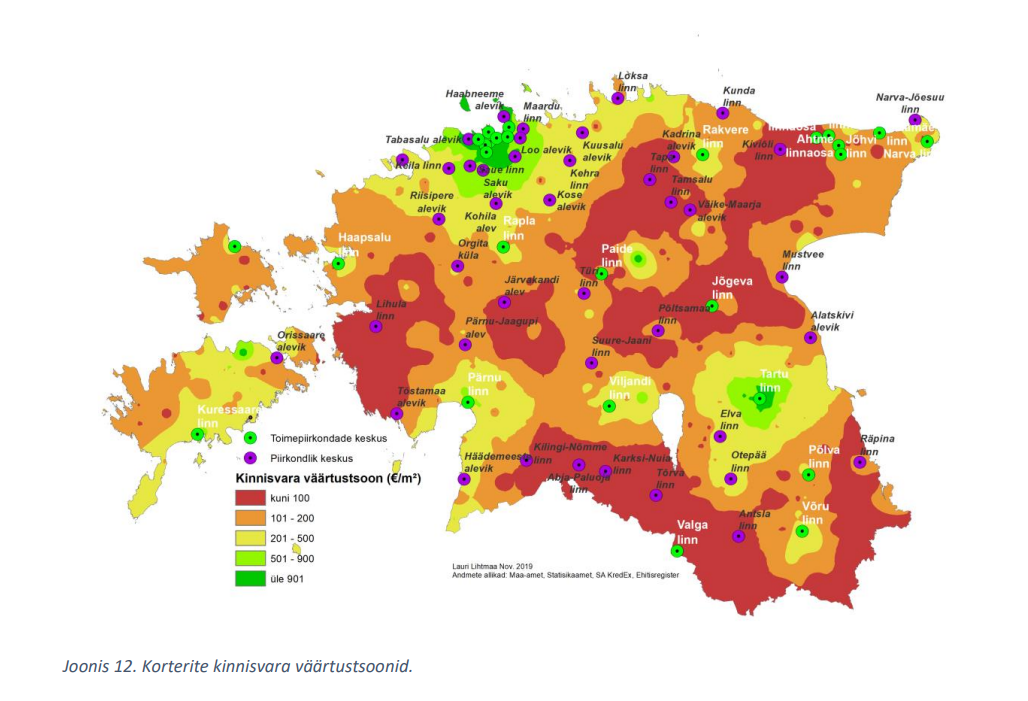 Lõksa
linn
Haabneeme
alevik
Maardu
linn
Kunda
linn
Narva-Jõesuu
linn
Tabasalu alevik
Loo alevik
Kuusalu
alevik
Kadrina
alevik
Rakvere
linn
linnaosa
Ahtme
linnaosa
Jõhvi
linn
linn
Narva
Kiviõli
linn
Keila linn
linn
Saku
alevik
Kehra
linn
Kose
alevik
Tapa
linn
Tamsalu
linn
Väike-Maarja
alevik
Riisipere
alevik
Kohila
alev
Rapla
linn
Haapsalu
linn
Orgita
küla
Paide
linn
Türi
linn
Mustvee
linn
Järvakandi
alev
Jõgeva
linn
Lihula
linn
Põltsamaa
linn
Alatskivi
alevik
Pärnu-Jaagupi
alev
Orissaare
alevik
Suure-Jaani
linn
Tõstamaa
alevik
Pärnu
linn
Viljandi
linn
Tartu
linn
Kuressaare
linn
Elva
linn
Räpina
linn
Põlva
linn
Häädemeeste
alevik
Kilingi-Nõmme
linn
Abja-Paluoja
linn
Karksi-Nuia
linn
Tõrva
linn
Otepää
linn
Võru
linn
Antsla
linn
Valga
linn
Toimepiirkondade keskus
Piirkondlik keskus
Kinnisvara väärtustsoon (€/m²)
kuni 100
101 - 200
201 - 500
501 - 900
üle 901
Lauri Lihtmaa Nov. 2019
Andmete allikad: Maa-amet, Statisikaamet, SA KredEx, Ehitisregister
Joonis 12. Korterite kinnisvara väärtustsoonid.